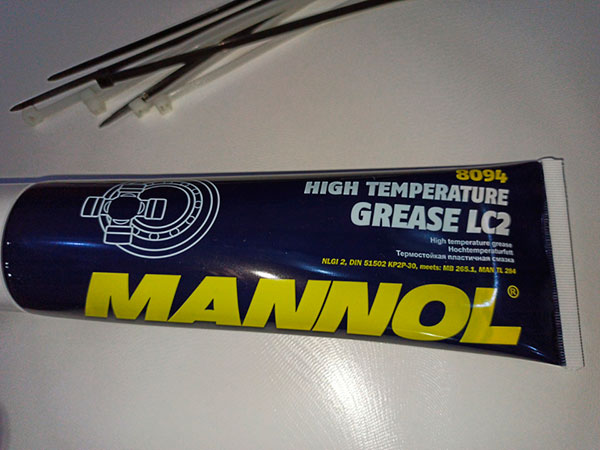 8094
HIGH TEMPERATURE
GREASE LC2
High temperature grease
Hochtemperaturfett
Термостойкая пластичная смазка
NLGI 2, DIN 51502 KP2P-30, meets: MB 265.1, MAN TL 284
MANNOL®